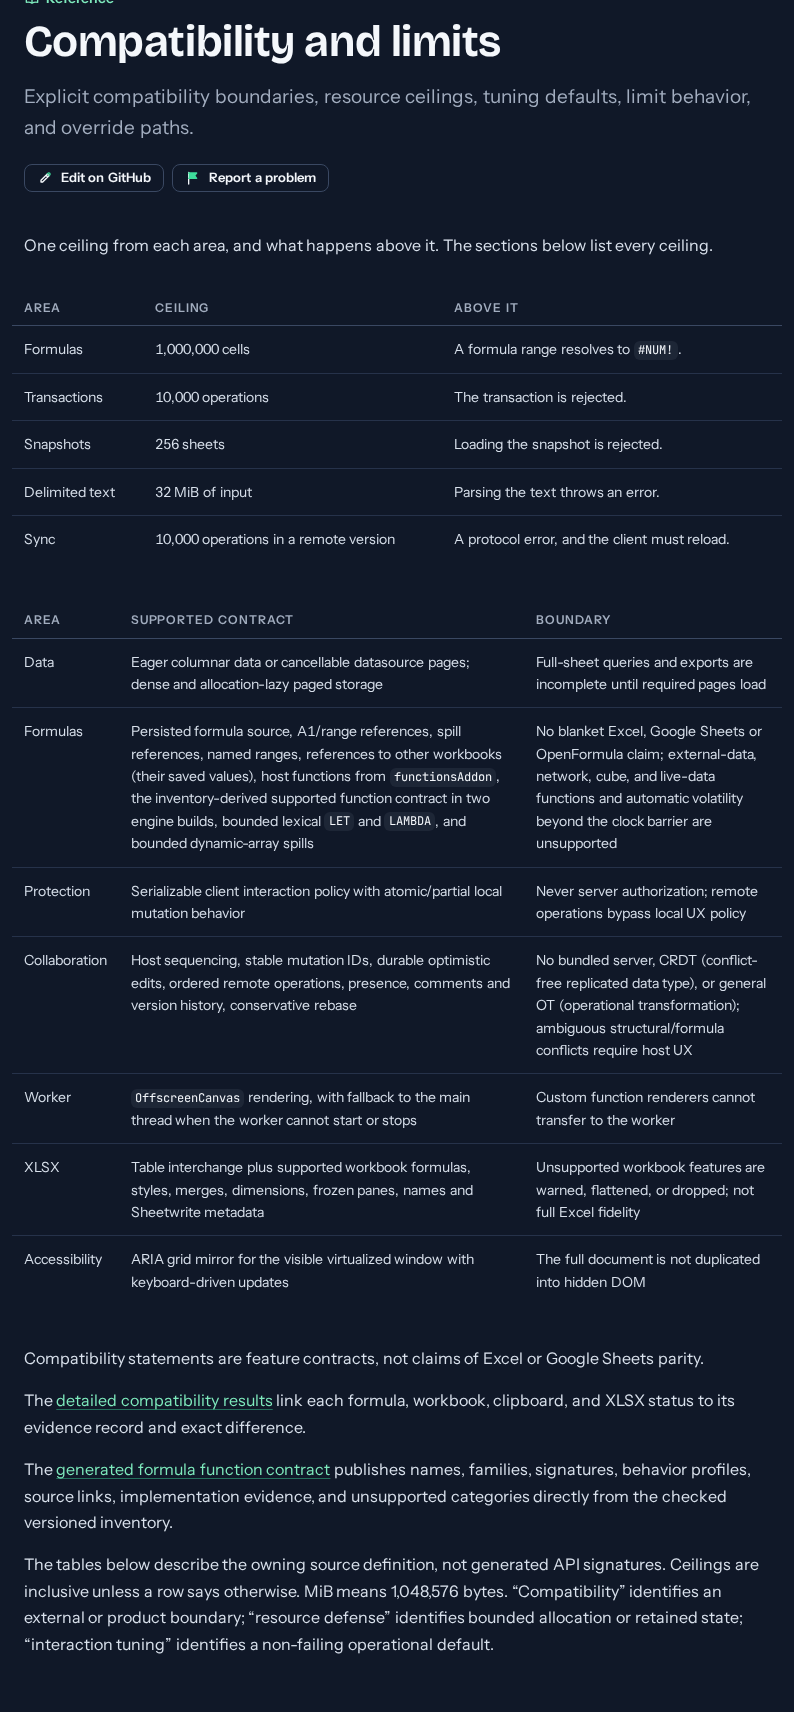 Reference
Compatibility and limits
Explicit compatibility boundaries, resource ceilings, tuning defaults, limit behavior,
and override paths.
Edit on GitHub
Report a problem
One ceiling from each area, and what happens above it. The sections below list every ceiling.
AREA CEILING ABOVE IT
Formulas 1,000,000 cells A formula range resolves to #NUM!.
Transactions 10,000 operations The transaction is rejected.
Snapshots 256 sheets Loading the snapshot is rejected.
Delimited text 32 MiB of input Parsing the text throws an error.
Sync 10,000 operations in a remote version A protocol error, and the client must reload.
AREA SUPPORTED CONTRACT BOUNDARY
Data Eager columnar data or cancellable datasource pages; Full-sheet queries and exports are
dense and allocation-lazy paged storage incomplete until required pages load
Formulas Persisted formula source, A1/range references, spill No blanket Excel, Google Sheets or
references, named ranges, references to other workbooks OpenFormula claim; external-data,
(their saved values), host functions from functionsAddon, network, cube, and live-data
the inventory-derived supported function contract in two functions and automatic volatility
engine builds, bounded lexical LET and LAMBDA, and beyond the clock barrier are
bounded dynamic-array spills unsupported
Protection Serializable client interaction policy with atomic/partial local Never server authorization; remote
mutation behavior operations bypass local UX policy
Collaboration Host sequencing, stable mutation IDs, durable optimistic No bundled server, CRDT (conflict-
edits, ordered remote operations, presence, comments and free replicated data type), or general
version history, conservative rebase OT (operational transformation);
ambiguous structural/formula
conflicts require host UX
Worker OffscreenCanvas rendering, with fallback to the main Custom function renderers cannot
thread when the worker cannot start or stops transfer to the worker
XLSX Table interchange plus supported workbook formulas, Unsupported workbook features are
styles, merges, dimensions, frozen panes, names and warned, flattened, or dropped; not
Sheetwrite metadata full Excel fidelity
Accessibility ARIA grid mirror for the visible virtualized window with The full document is not duplicated
keyboard-driven updates into hidden DOM
Compatibility statements are feature contracts, not claims of Excel or Google Sheets parity.
The detailed compatibility results link each formula, workbook, clipboard, and XLSX status to its
evidence record and exact difference.
The generated formula function contract publishes names, families, signatures, behavior profiles,
source links, implementation evidence, and unsupported categories directly from the checked
versioned inventory.
The tables below describe the owning source definition, not generated API signatures. Ceilings are
inclusive unless a row says otherwise. MiB means 1,048,576 bytes. “Compatibility” identifies an
external or product boundary; “resource defense” identifies bounded allocation or retained state;
“interaction tuning” identifies a non-failing operational default.